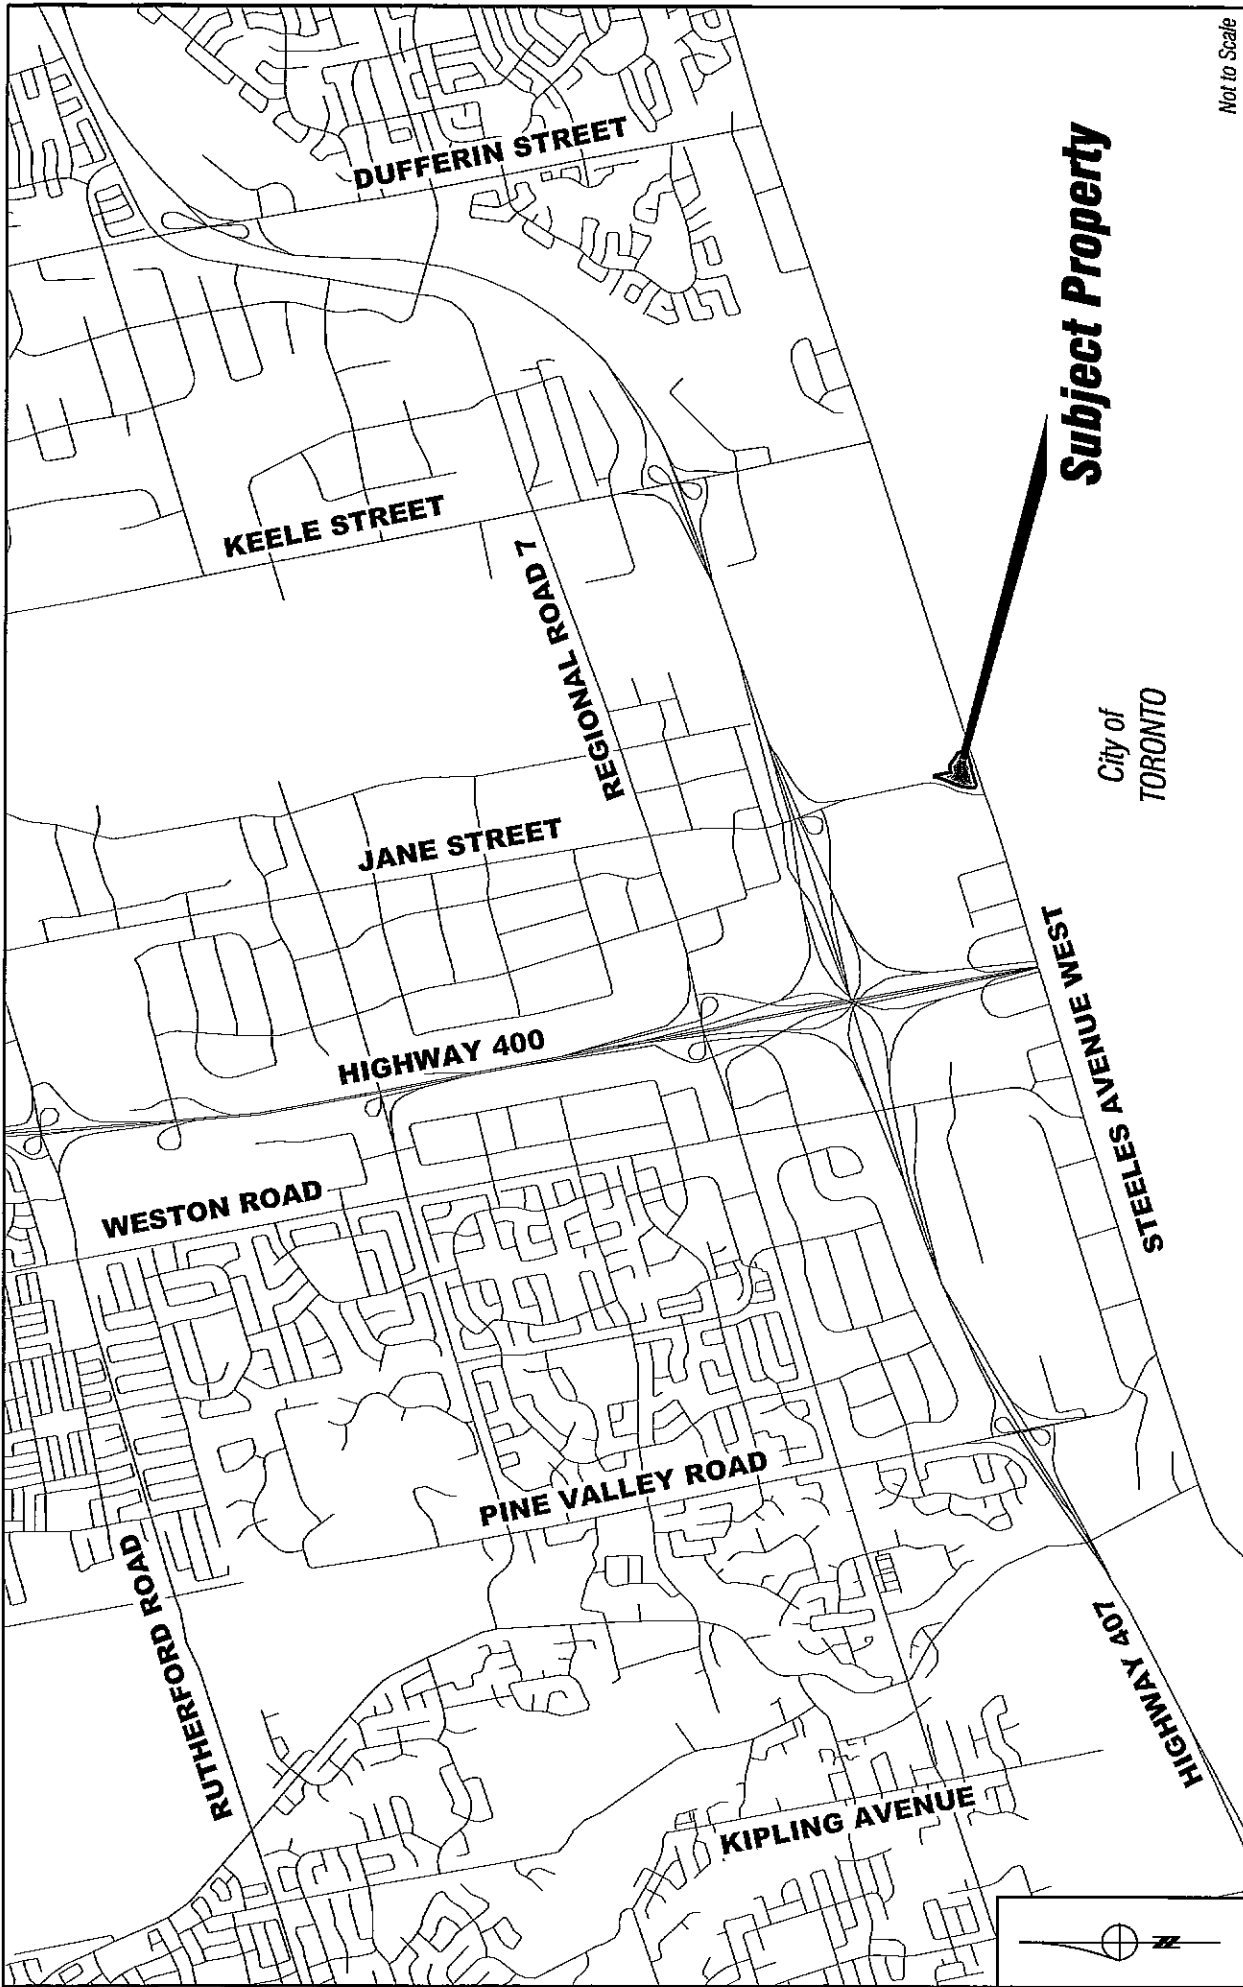 RUTHERFORD ROAD
WESTON ROAD
KEELE STREET
DUFFERIN STREET
HIGHWAY 400
JANE STREET
PINE VALLEY ROAD
REGIONAL ROAD 7
KIPLING AVENUE
HIGHWAY 407
STEELES AVENUE WEST
City of
TORONTO
Subject Property
Not to Scale
N